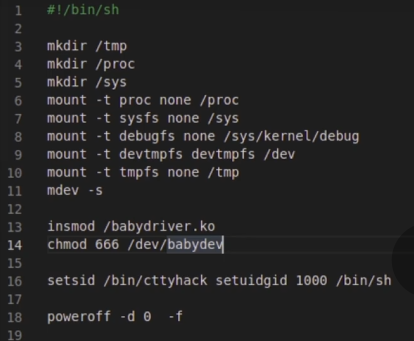 1 #!/bin/sh
2
3 mkdir /tmp
4 mkdir /proc
5 mkdir /sys
6 mount -t proc none /proc
7 mount -t sysfs none /sys
8 mount -t debugfs none /sys/kernel/debug
9 mount -t devtmpfs devtmpfs /dev
10 mount -t tmpfs none /tmp
11 mdev -s
12
13 insmod /babydriver.ko
14 chmod 666 /dev/babydev
15
16 setsid /bin/cttyhack setuidgid 1000 /bin/sh
17
18 poweroff -d 0  -f
19